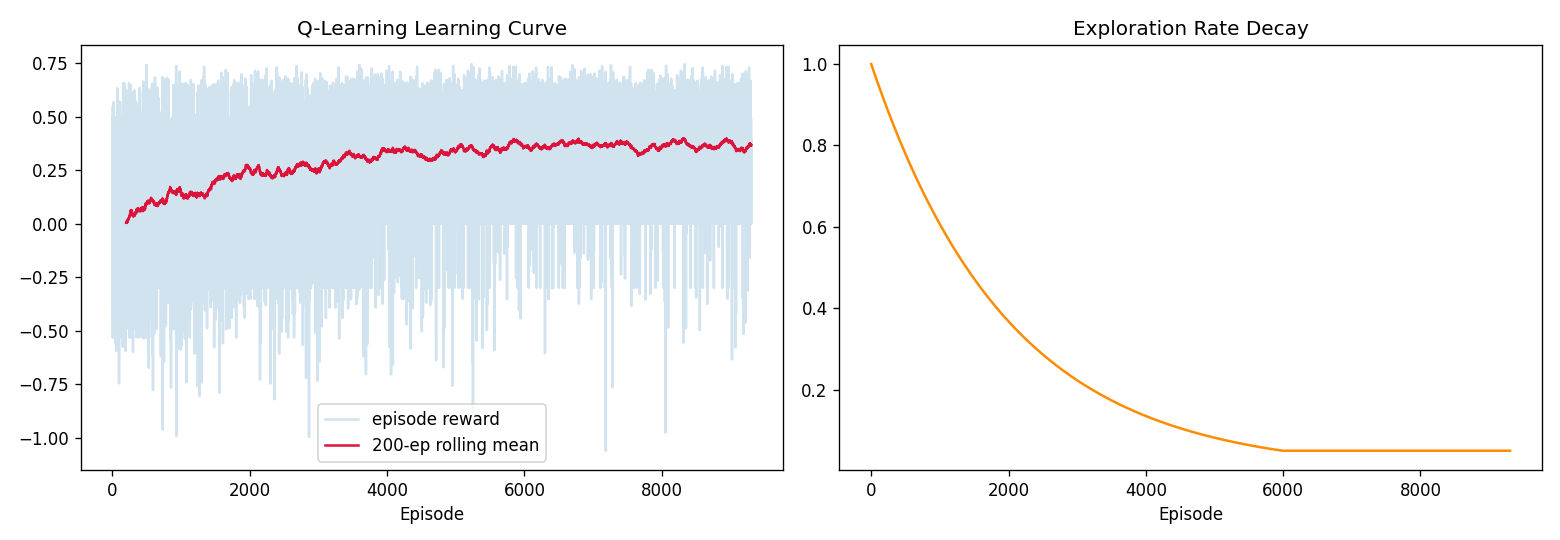 Q-Learning Learning Curve
0.75
0.50
0.25
0.00
−0.25
−0.50
−0.75
−1.00
episode reward
200-ep rolling mean
0 2000 4000 6000 8000
Episode
Exploration Rate Decay
1.0
0.8
0.6
0.4
0.2
0 2000 4000 6000 8000
Episode